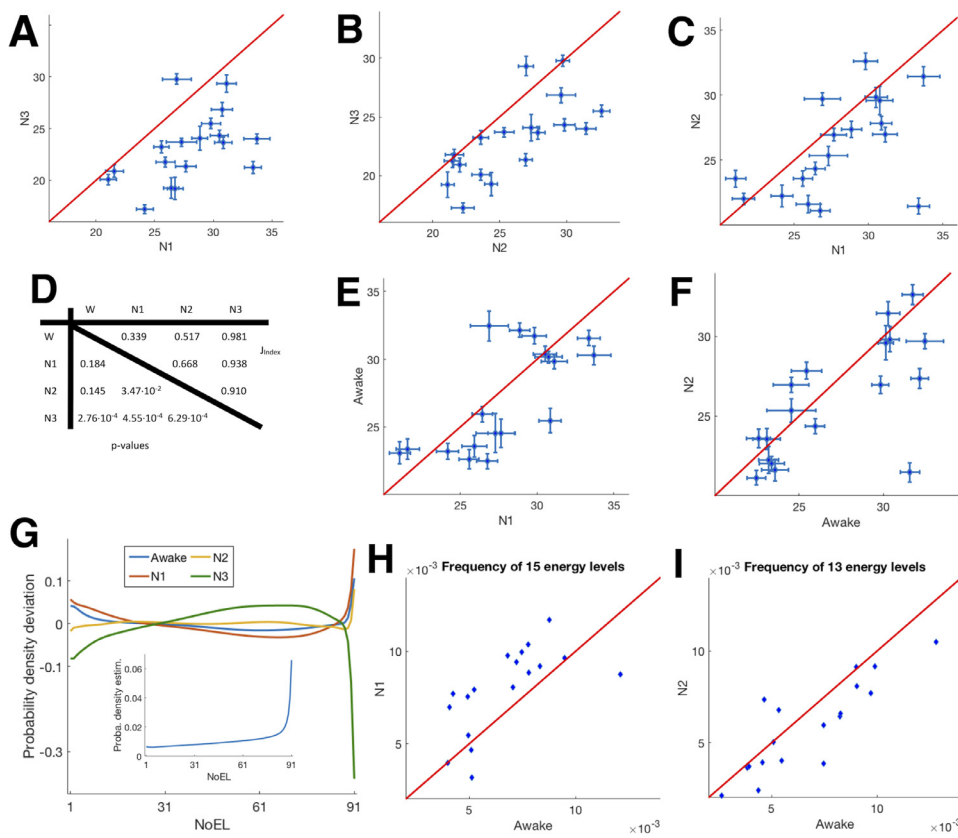 A
N3
30
25
20
20
25
30
35
N1
B
N3
30
25
20
20
25
30
N2
C
N2
35
30
25
25
30
35
N1
D
W N1 N2 N3
W 0.339 0.517 0.981
J_Index
N1 0.184 0.668 0.938
N2 0.145 3.47·10⁻² 0.910
N3 2.76·10⁻⁴ 4.55·10⁻⁴ 6.29·10⁻⁴
p-values
E
Awake
35
30
25
25
30
35
N1
F
N2
30
25
25
30
Awake
G
Probability density deviation
0.1
0
-0.1
-0.3
Awake N2
N1 N3
Proba. density estim.
0.06
0.04
0.02
0
1 31 61 91
NoEL
1 31 61 91
NoEL
H
×10⁻³ Frequency of 15 energy levels
N1
10
5
5 10
Awake ×10⁻³
I
×10⁻³ Frequency of 13 energy levels
N2
10
5
5 10
Awake ×10⁻³